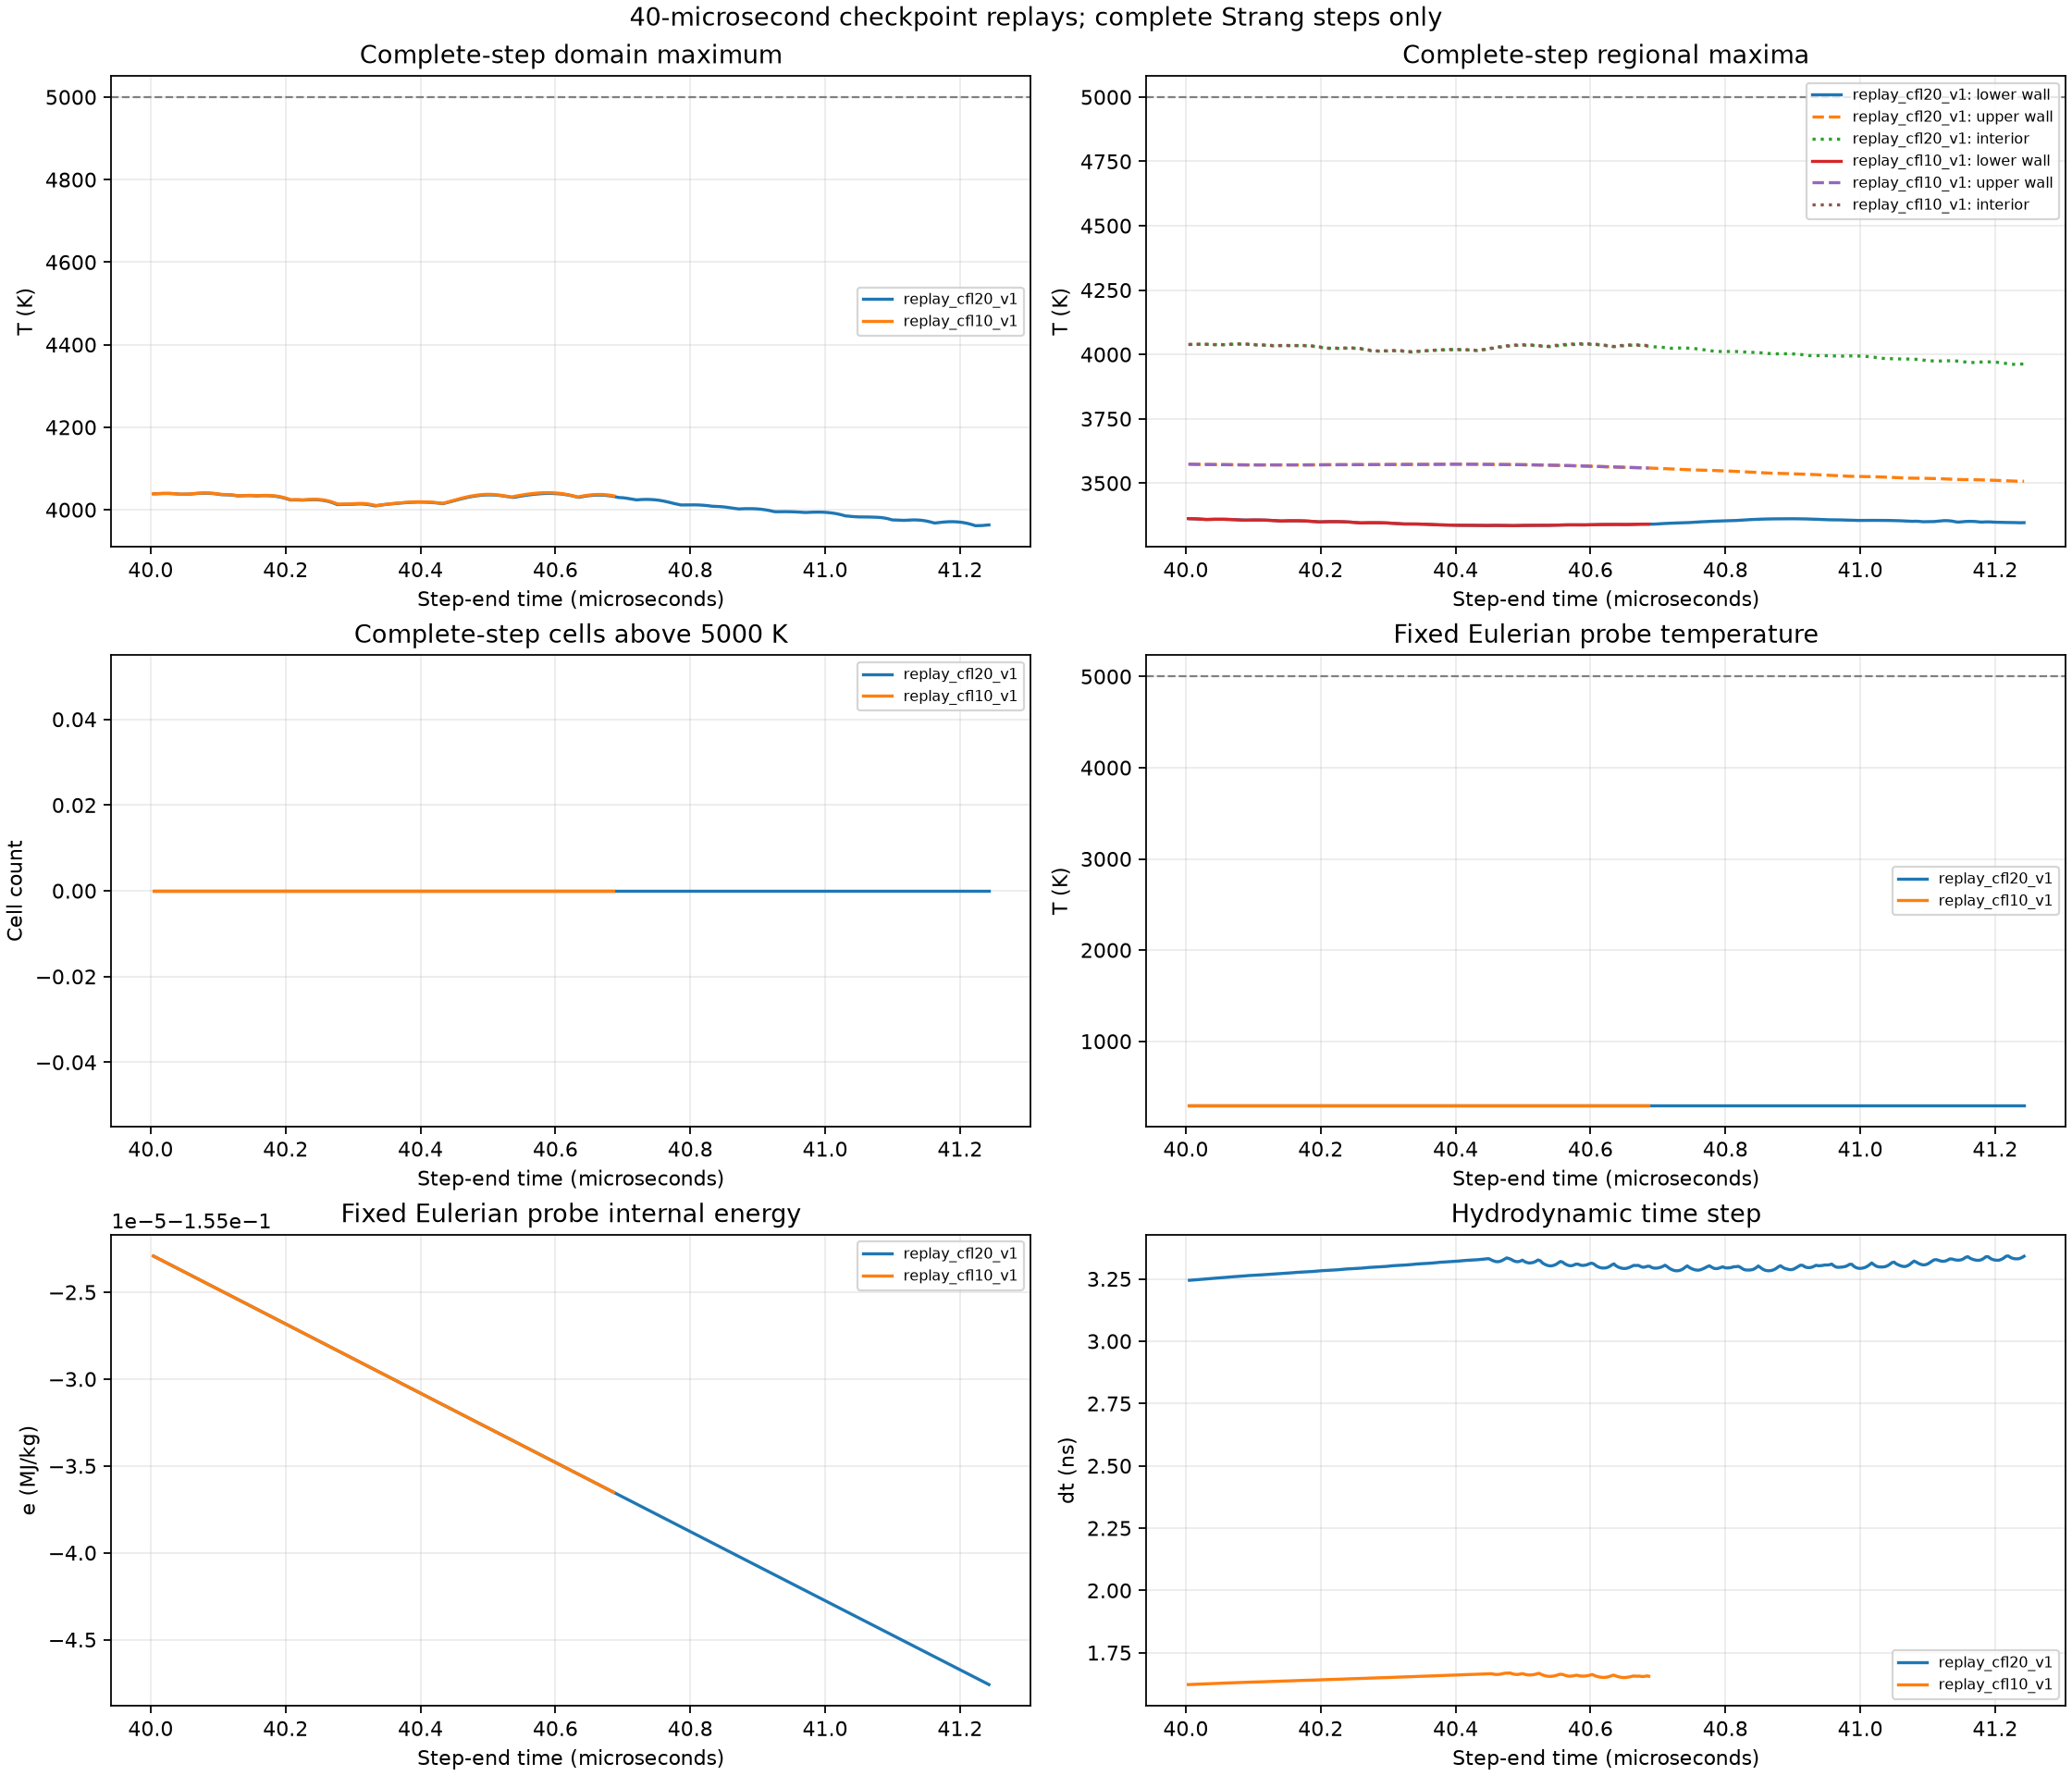 40-microsecond checkpoint replays; complete Strang steps only
Complete-step domain maximum
5000
4800
4600
4400
4200
4000
T (K)
40.0 40.2 40.4 40.6 40.8 41.0 41.2
Step-end time (microseconds)
replay_cfl20_v1
replay_cfl10_v1
Complete-step regional maxima
5000
4750
4500
4250
4000
3750
3500
T (K)
40.0 40.2 40.4 40.6 40.8 41.0 41.2
Step-end time (microseconds)
replay_cfl20_v1: lower wall
replay_cfl20_v1: upper wall
replay_cfl20_v1: interior
replay_cfl10_v1: lower wall
replay_cfl10_v1: upper wall
replay_cfl10_v1: interior
Complete-step cells above 5000 K
0.04
0.02
0.00
−0.02
−0.04
Cell count
40.0 40.2 40.4 40.6 40.8 41.0 41.2
Step-end time (microseconds)
replay_cfl20_v1
replay_cfl10_v1
Fixed Eulerian probe temperature
5000
4000
3000
2000
1000
T (K)
40.0 40.2 40.4 40.6 40.8 41.0 41.2
Step-end time (microseconds)
replay_cfl20_v1
replay_cfl10_v1
Fixed Eulerian probe internal energy
1e−5−1.55e−1
−2.5
−3.0
−3.5
−4.0
−4.5
e (MJ/kg)
40.0 40.2 40.4 40.6 40.8 41.0 41.2
Step-end time (microseconds)
replay_cfl20_v1
replay_cfl10_v1
Hydrodynamic time step
3.25
3.00
2.75
2.50
2.25
2.00
1.75
dt (ns)
40.0 40.2 40.4 40.6 40.8 41.0 41.2
Step-end time (microseconds)
replay_cfl20_v1
replay_cfl10_v1